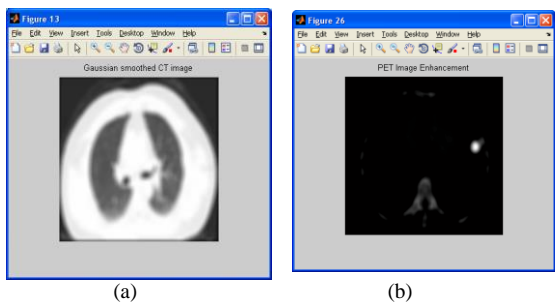 Figure 13
File Edit View Insert Tools Desktop Window Help
Gaussian smoothed CT image
(a)
Figure 26
File Edit View Insert Tools Desktop Window Help
PET Image Enhancement
(b)